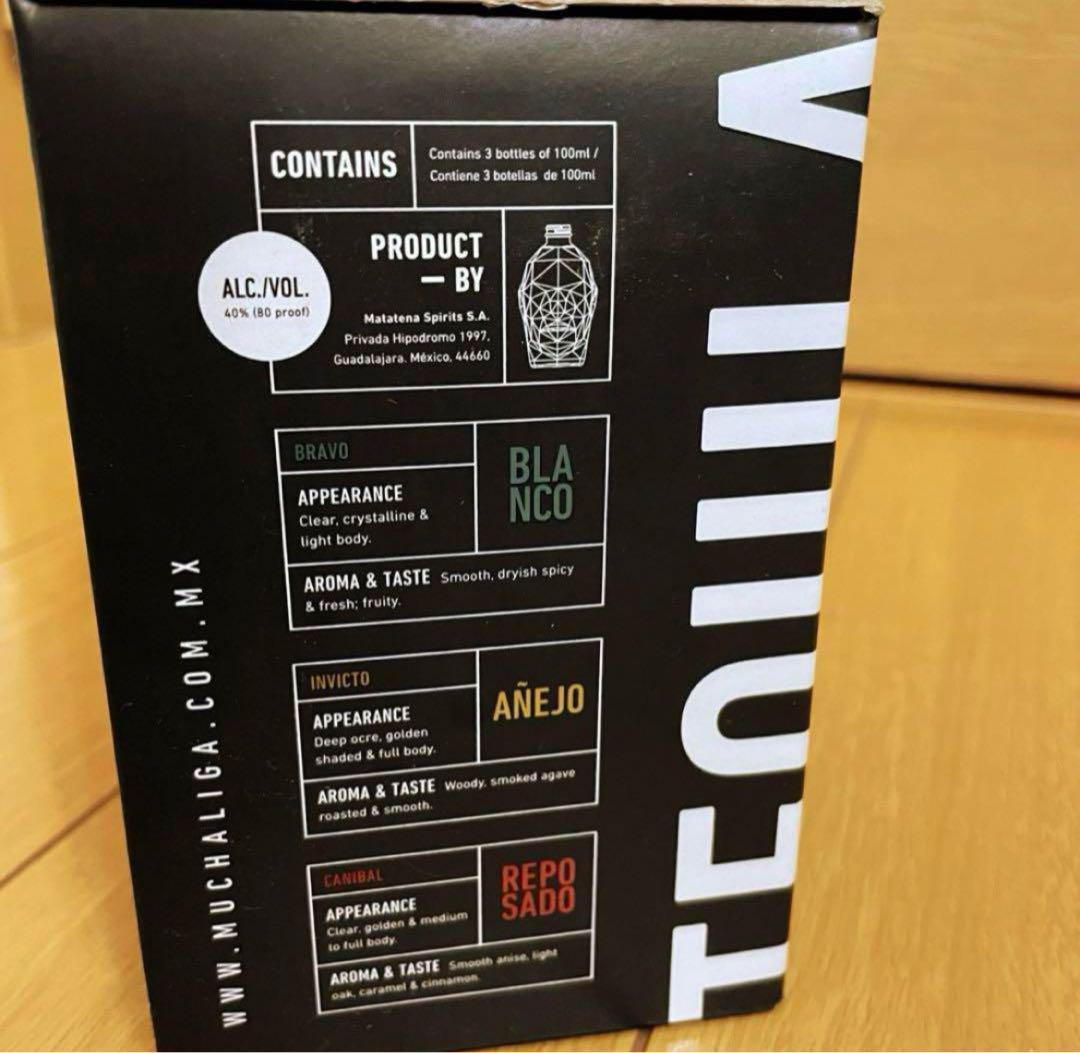 CONTAINS
Contains 3 bottles of 100ml /
Contiene 3 botellas de 100ml
PRODUCT
— BY
Matatena Spirits S.A.
Privada Hipodromo 1997,
Guadalajara. México, 44660
ALC./VOL.
40% (80 proof)
BRAVO
BLA
NCO
APPEARANCE
Clear, crystalline &
light body.
AROMA & TASTE Smooth, dryish spicy
& fresh; fruity.
INVICTO
AÑEJO
APPEARANCE
Deep ocre, golden
shaded & full body.
AROMA & TASTE Woody, smoked agave
roasted & smooth.
CANIBAL
REPO
SADO
APPEARANCE
Clear, golden & medium
to full body.
AROMA & TASTE Smooth anise, light
oak, caramel & cinnamon.
WWW.MUCHALIGA.COM.MX